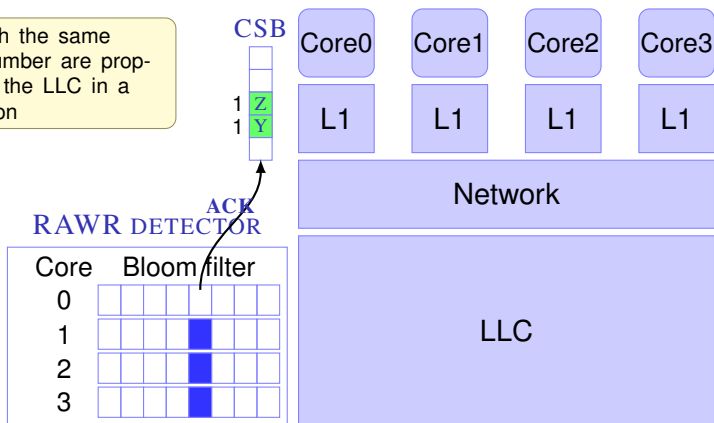 h the same
umber are prop-
the LLC in a
on
CSB
1 Z
1 Y
Core0 Core1 Core2 Core3
L1 L1 L1 L1
Network
LLC
ACK
RAWR DETECTOR
Core Bloom filter
0
1
2
3